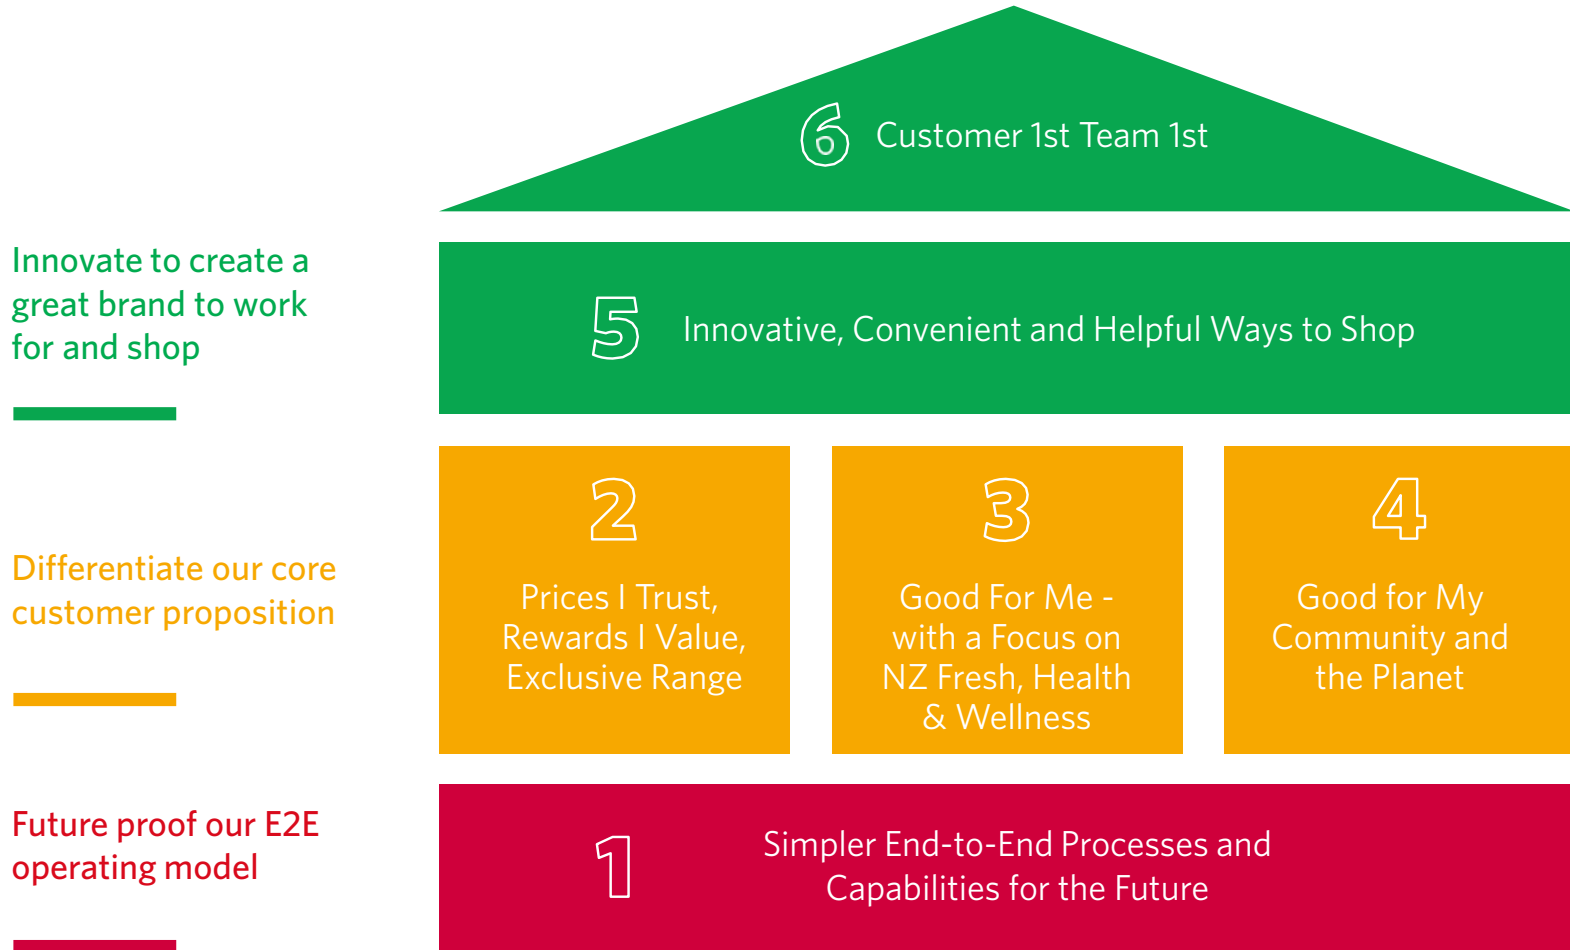 6 Customer 1st Team 1st
Innovate to create a
great brand to work
for and shop
5 Innovative, Convenient and Helpful Ways to Shop
Differentiate our core
customer proposition
2
Prices I Trust,
Rewards I Value,
Exclusive Range
3
Good For Me -
with a Focus on
NZ Fresh, Health
& Wellness
4
Good for My
Community and
the Planet
Future proof our E2E
operating model
1
Simpler End-to-End Processes and
Capabilities for the Future